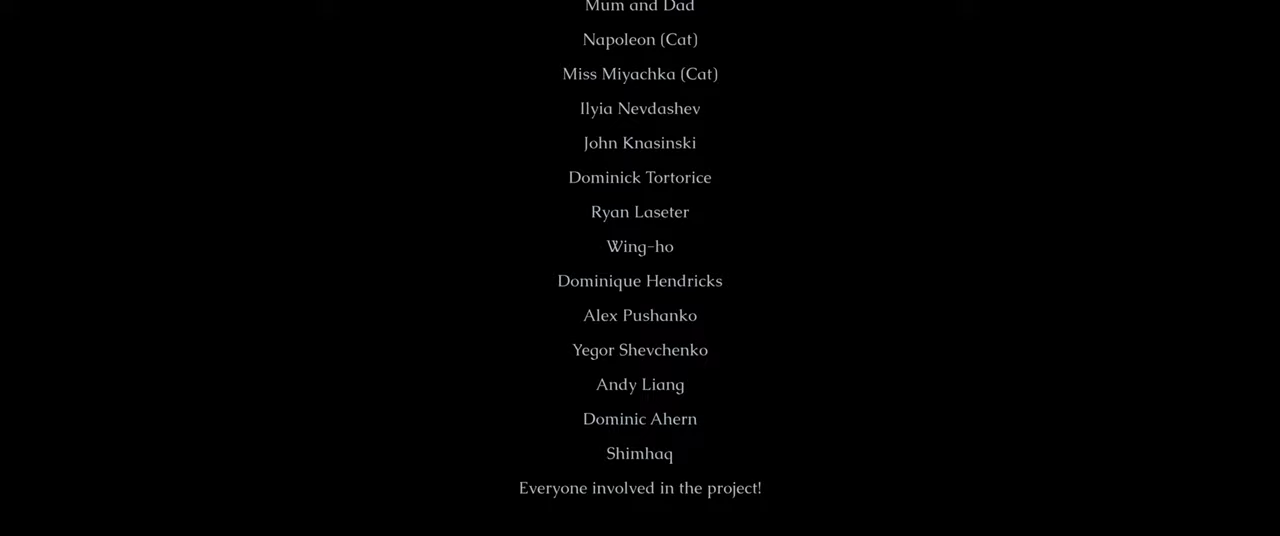 Mum and Dad
Napoleon (Cat)
Miss Miyachka (Cat)
Ilyia Nevdashev
John Knasinski
Dominick Tortorice
Ryan Laseter
Wing-ho
Dominique Hendricks
Alex Pushanko
Yegor Shevchenko
Andy Liang
Dominic Ahern
Shimhaq
Everyone involved in the project!